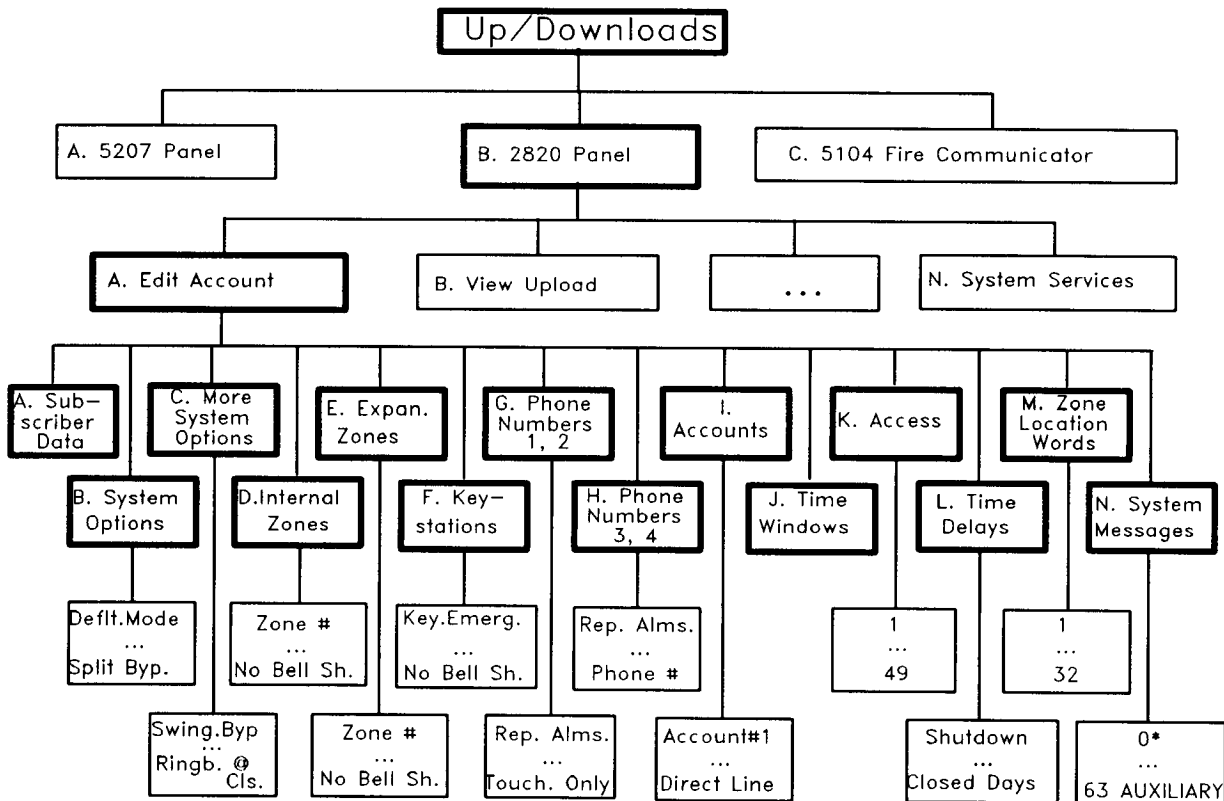 Up/Downloads
A. 5207 Panel
B. 2820 Panel
C. 5104 Fire Communicator
A. Edit Account
B. View Upload
...
N. System Services
A. Sub-
scriber
Data
C. More
System
Options
E. Expan.
Zones
G. Phone
Numbers
1, 2
I.
Accounts
K. Access
M. Zone
Location
Words
B. System
Options
D.Internal
Zones
F. Key-
stations
H. Phone
Numbers
3, 4
J. Time
Windows
L. Time
Delays
N. System
Messages
Deflt.Mode
...
Split Byp.
Zone #
...
No Bell Sh.
Key.Emerg.
...
No Bell Sh.
Rep. Alms.
...
Phone #
1
...
49
1
...
32
Swing.Byp
...
Ringb. @
Cls.
Zone #
...
No Bell Sh.
Rep. Alms.
...
Touch. Only
Account#1
...
Direct Line
Shutdown
...
Closed Days
0*
...
63 AUXILIARY